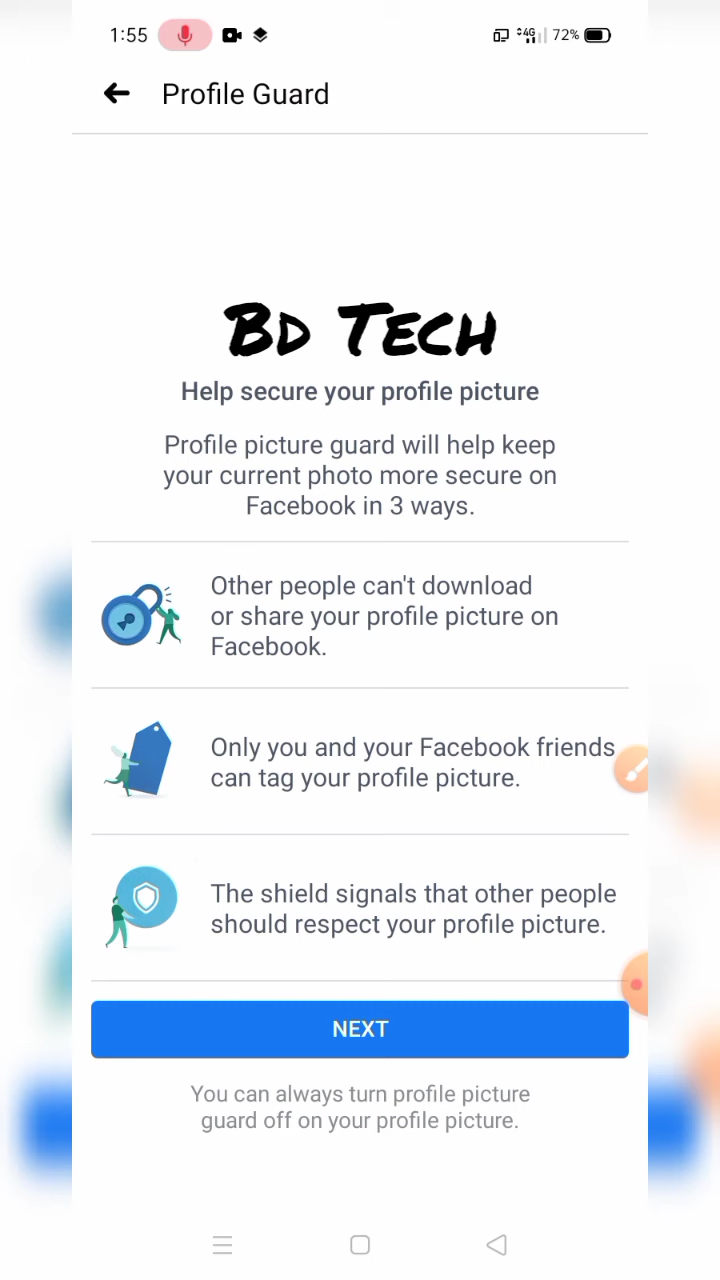 1:55
4G
72%
Profile Guard
BD TECH
Help secure your profile picture
Profile picture guard will help keep
your current photo more secure on
Facebook in 3 ways.
Other people can't download
or share your profile picture on
Facebook.
Only you and your Facebook friends
can tag your profile picture.
The shield signals that other people
should respect your profile picture.
NEXT
You can always turn profile picture
guard off on your profile picture.